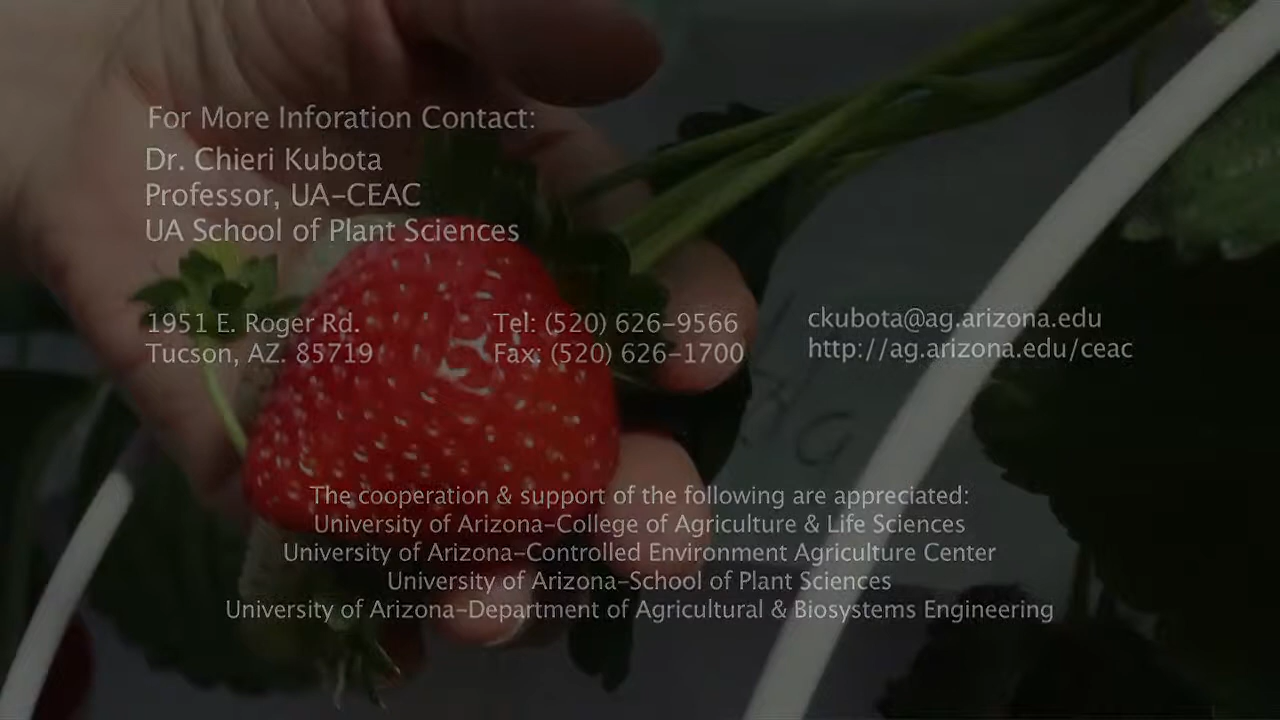 For More Inforation Contact:
Dr. Chieri Kubota
Professor, UA-CEAC
UA School of Plant Sciences
1951 E. Roger Rd.
Tucson, AZ. 85719
Tel: (520) 626-9566
Fax: (520) 626-1700
ckubota@ag.arizona.edu
http://ag.arizona.edu/ceac
The cooperation & support of the following are appreciated:
University of Arizona-College of Agriculture & Life Sciences
University of Arizona-Controlled Environment Agriculture Center
University of Arizona-School of Plant Sciences
University of Arizona-Department of Agricultural & Biosystems Engineering